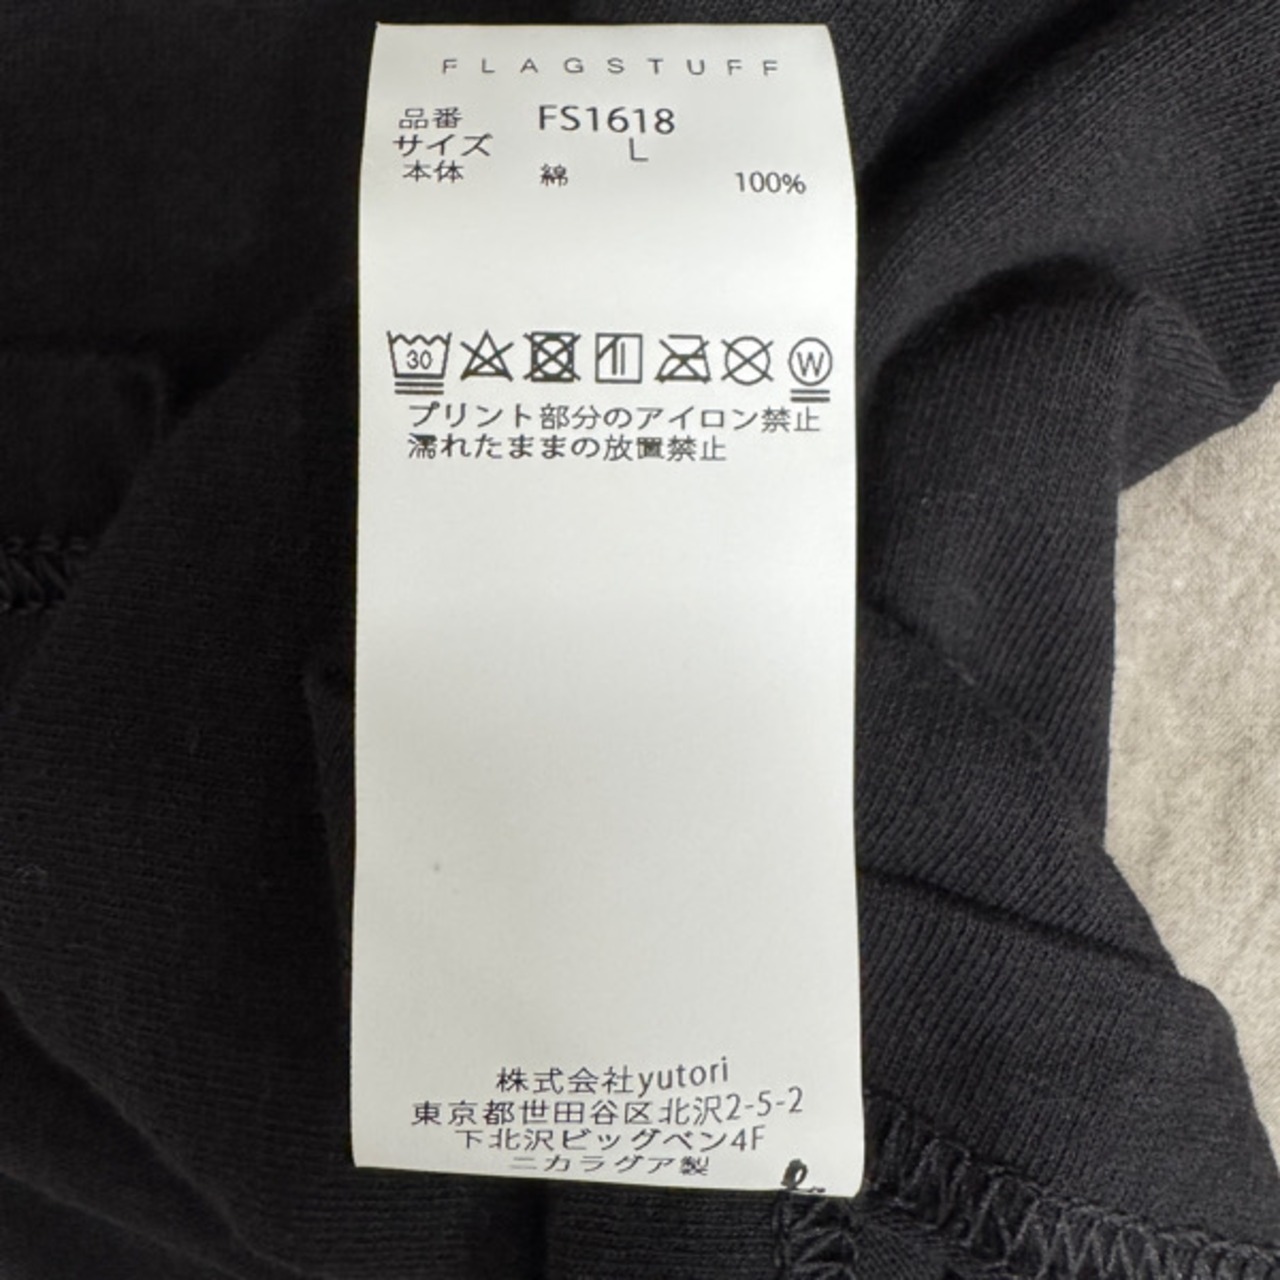 FLAGSTUFF
品番 FS1618
サイズ L
本体 綿 100%
30 W
プリント部分のアイロン禁止
濡れたままの放置禁止
株式会社yutori
東京都世田谷区北沢2-5-2
下北沢ビッグベン4F
ニカラグア製